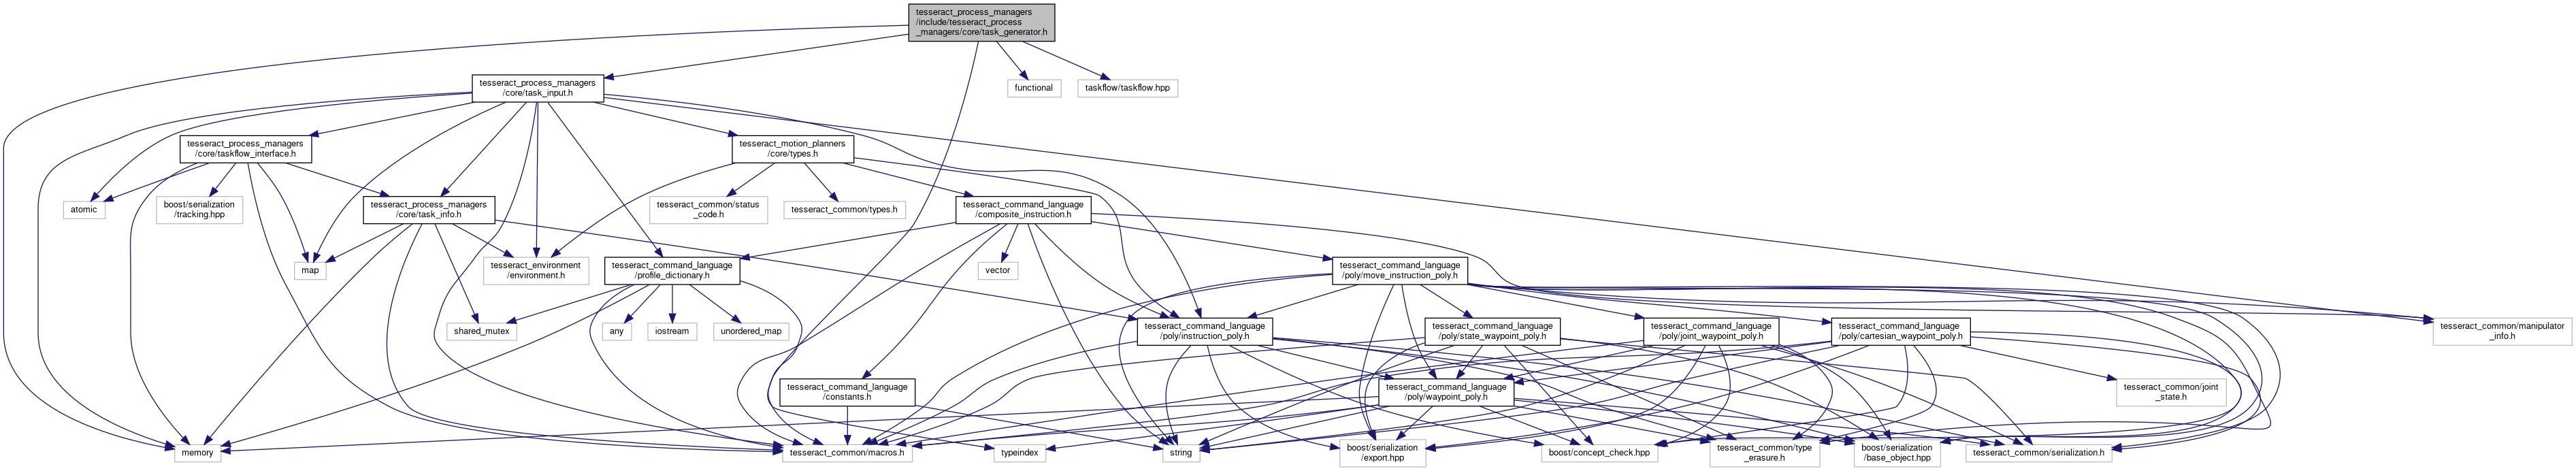 tesseract_process_managers
/include/tesseract_process
_managers/core/task_generator.h
tesseract_process_managers
/core/task_input.h
functional
taskflow/taskflow.hpp
tesseract_process_managers
/core/taskflow_interface.h
tesseract_motion_planners
/core/types.h
atomic
boost/serialization
/tracking.hpp
tesseract_process_managers
/core/task_info.h
tesseract_common/status
_code.h
tesseract_common/types.h
tesseract_command_language
/composite_instruction.h
map
tesseract_environment
/environment.h
tesseract_command_language
/profile_dictionary.h
vector
tesseract_command_language
/poly/move_instruction_poly.h
shared_mutex
any
iostream
unordered_map
tesseract_command_language
/poly/instruction_poly.h
tesseract_command_language
/poly/state_waypoint_poly.h
tesseract_command_language
/poly/joint_waypoint_poly.h
tesseract_command_language
/poly/cartesian_waypoint_poly.h
tesseract_common/manipulator
_info.h
tesseract_command_language
/constants.h
tesseract_command_language
/poly/waypoint_poly.h
tesseract_common/joint
_state.h
memory
tesseract_common/macros.h
typeindex
string
boost/serialization
/export.hpp
boost/concept_check.hpp
tesseract_common/type
_erasure.h
boost/serialization
/base_object.hpp
tesseract_common/serialization.h